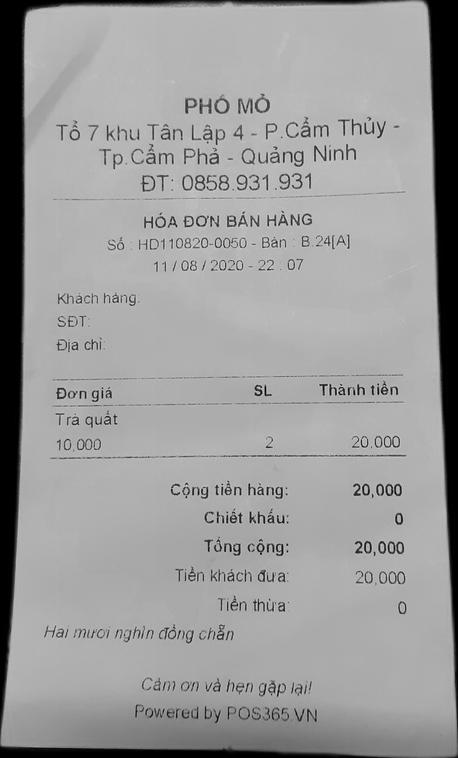 PHỐ MỎ
Tổ 7 khu Tân Lập 4 - P.Cẩm Thủy -
Tp.Cẩm Phả - Quảng Ninh
ĐT: 0858.931.931
HÓA ĐƠN BÁN HÀNG
Số : HD110820-0050 - Bàn : B.24[A]
11 / 08 / 2020 - 22 : 07
Khách hàng:
SĐT:
Địa chỉ:
Đơn giá SL Thành tiền
Trà quất
10,000 2 20,000
Cộng tiền hàng: 20,000
Chiết khấu: 0
Tổng cộng: 20,000
Tiền khách đưa: 20,000
Tiền thừa: 0
Hai mươi nghìn đồng chẵn
Cảm ơn và hẹn gặp lại!
Powered by POS365.VN